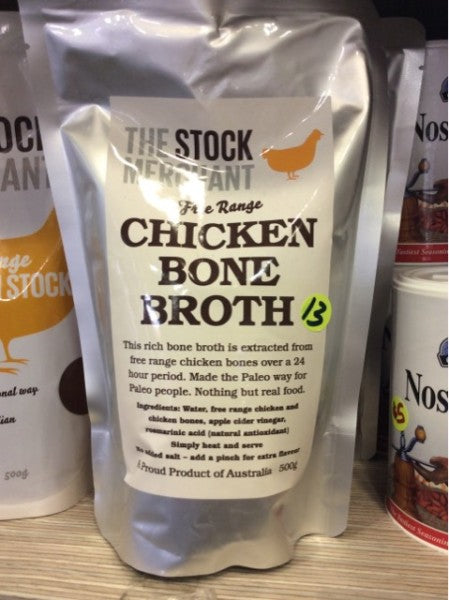 THE STOCK
MERCHANT
Free Range
CHICKEN
BONE
BROTH
13
This rich bone broth is extracted from
free range chicken bones over a 24
hour period. Made the Paleo way for
Paleo people. Nothing but real food.
Ingredients: Water, free range chicken and
chicken bones, apple cider vinegar,
rosmarinic acid (natural antioxidant)
Simply heat and serve
No added salt – add a pinch for extra flavour
A Proud Product of Australia 500g
STOCK
500g
Nos
Nos